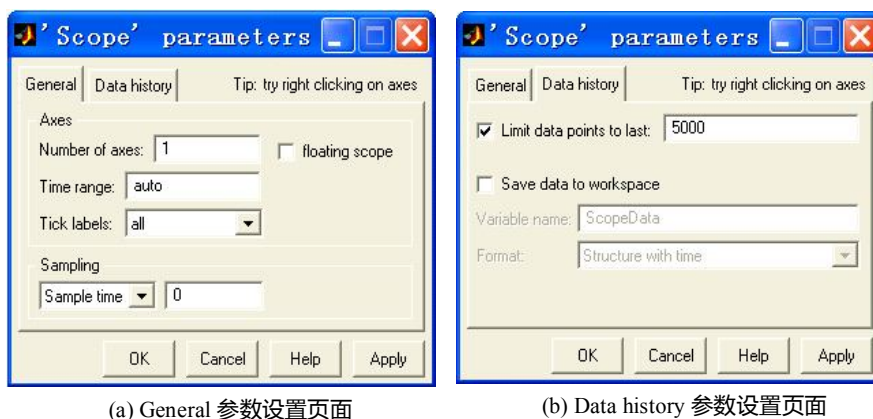 'Scope' parameters
General Data history Tip: try right clicking on axes
Axes
Number of axes: 1 floating scope
Time range: auto
Tick labels: all
Sampling
Sample time 0
OK Cancel Help Apply
(a) General 参数设置页面
'Scope' parameters
General Data history Tip: try right clicking on axes
Limit data points to last: 5000
Save data to workspace
Variable name: ScopeData
Format: Structure with time
OK Cancel Help Apply
(b) Data history 参数设置页面